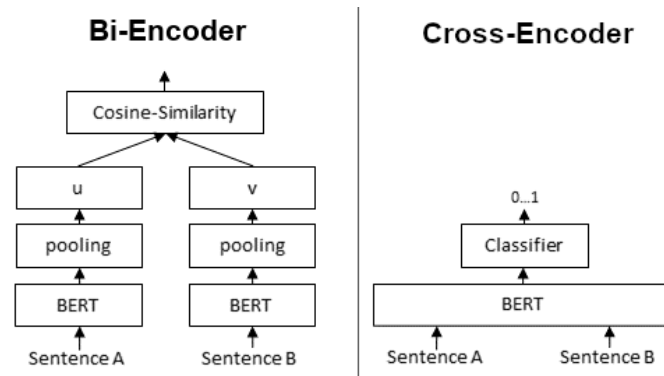 Bi-Encoder
Cosine-Similarity
u
v
pooling
pooling
BERT
BERT
Sentence A
Sentence B
Cross-Encoder
0...1
Classifier
BERT
Sentence A
Sentence B